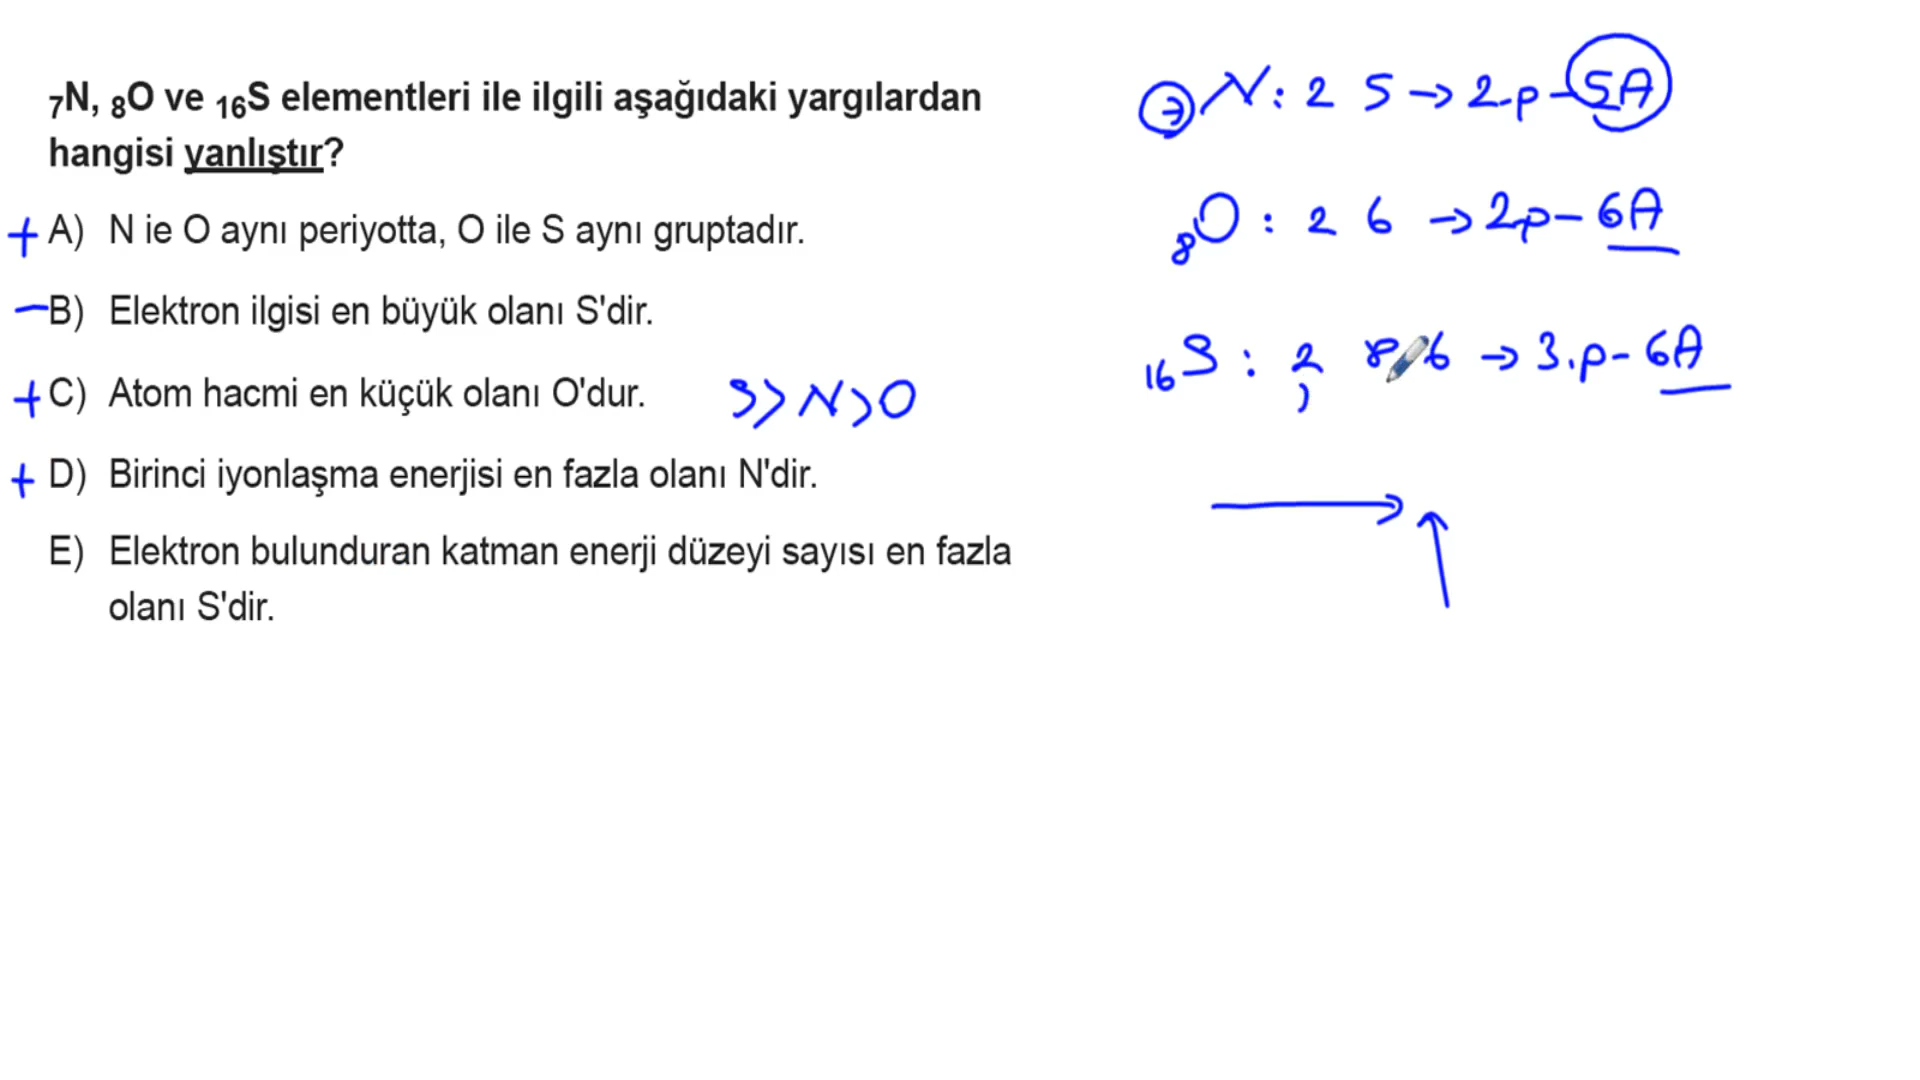 ₇N, ₈O ve ₁₆S elementleri ile ilgili aşağıdaki yargılardan
hangisi yanlıştır?
+ A) N ie O aynı periyotta, O ile S aynı gruptadır.
- B) Elektron ilgisi en büyük olanı S'dir.
+ C) Atom hacmi en küçük olanı O'dur. S > N > O
+ D) Birinci iyonlaşma enerjisi en fazla olanı N'dir.
E) Elektron bulunduran katman enerji düzeyi sayısı en fazla
olanı S'dir.
₇N: 2 5 → 2.p - 5A
₈O: 2 6 → 2.p - 6A
₁₆S: 2 8 6 → 3.p - 6A